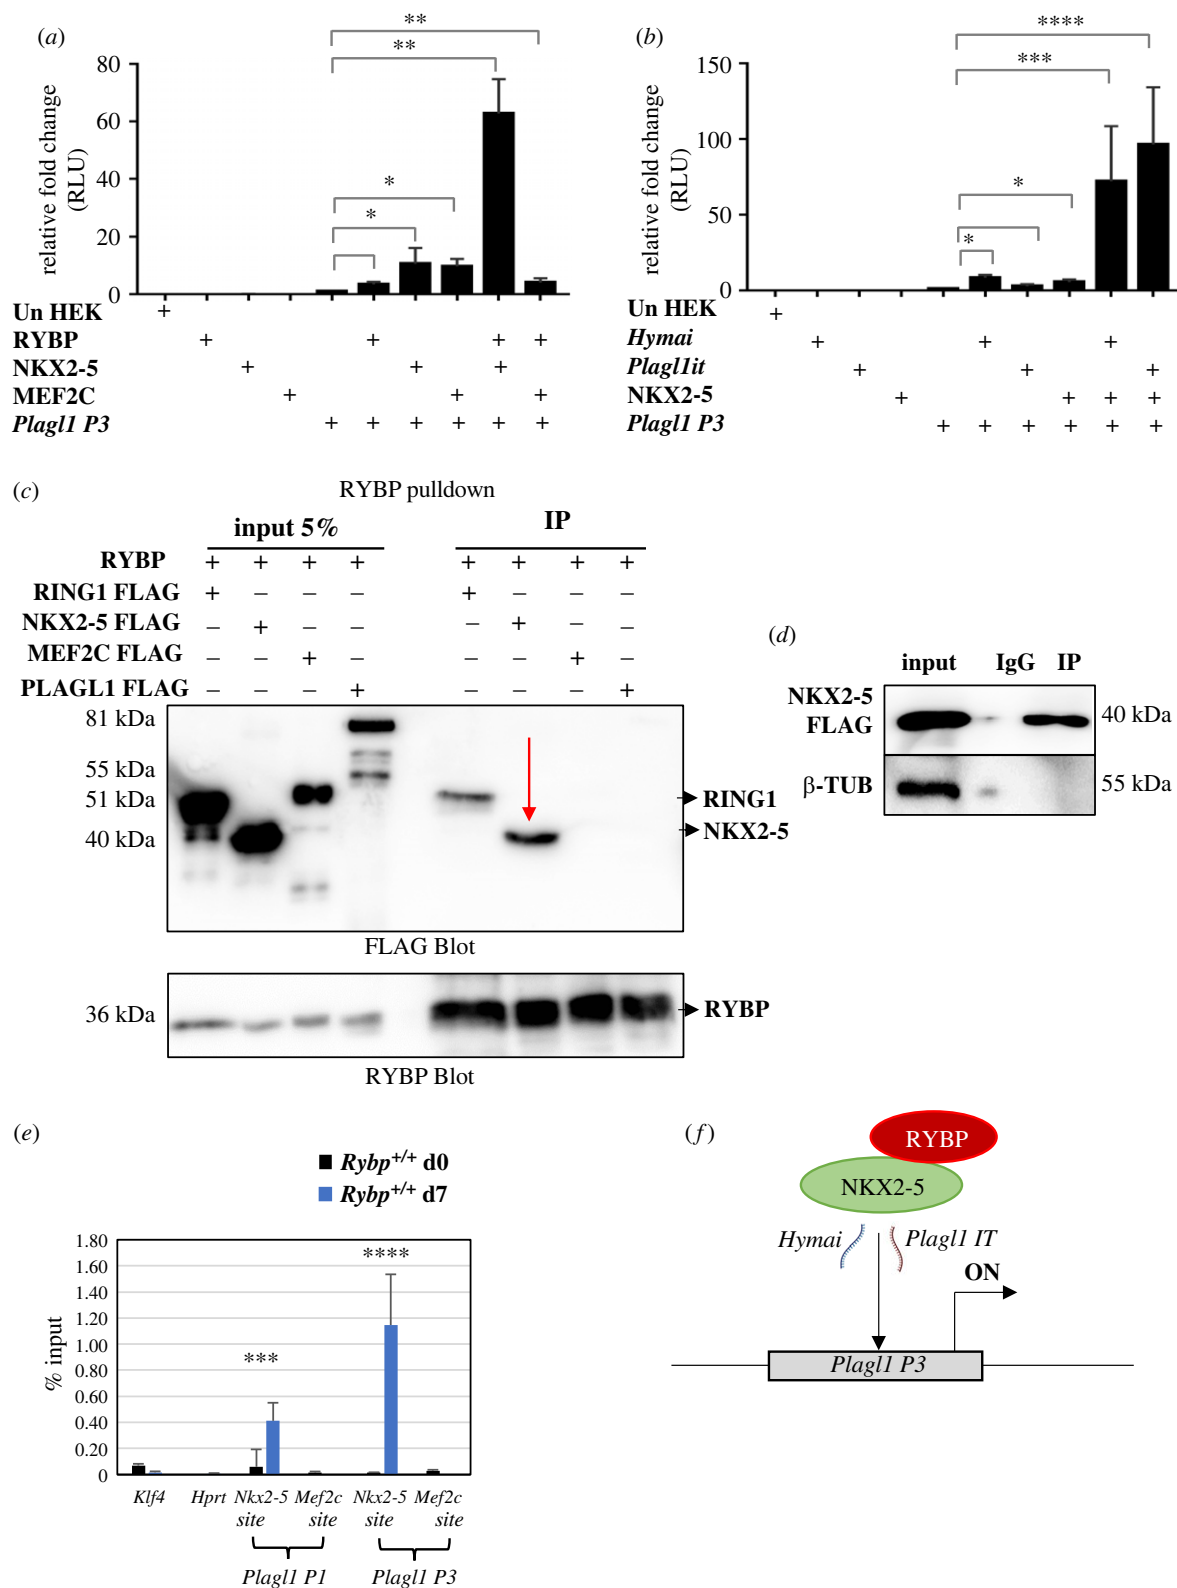 (a)
** 
**
*
*
relative fold change
(RLU)
80
60
40
20
0
Un HEK +
RYBP + + + +
NKX2-5 + + +
MEF2C + + +
Plagl1 P3 + + + + + +
(b)
****
***
*
*
relative fold change
(RLU)
150
100
50
0
Un HEK +
Hymai + + +
Plagl1it + + +
NKX2-5 + + + +
Plagl1 P3 + + + + + +
(c)
RYBP pulldown
input 5% IP
RYBP + + + + + + + +
RING1 FLAG + – – – + – – –
NKX2-5 FLAG – + – – – + – –
MEF2C FLAG – – + – – – + –
PLAGL1 FLAG – – – + – – – +
81 kDa
55 kDa
51 kDa
40 kDa
RING1
NKX2-5
FLAG Blot
36 kDa
RYBP
RYBP Blot
(d)
input IgG IP
NKX2-5
FLAG
40 kDa
β-TUB
55 kDa
(e)
Rybp+/+ d0
Rybp+/+ d7
% input
1.80
1.60
1.40
1.20
1.00
0.80
0.60
0.40
0.20
0
***
****
Klf4 Hprt Nkx2-5 Mef2c Nkx2-5 Mef2c
site site site site
Plagl1 P1 Plagl1 P3
(f)
RYBP
NKX2-5
Hymai Plagl1 IT
ON
Plagl1 P3